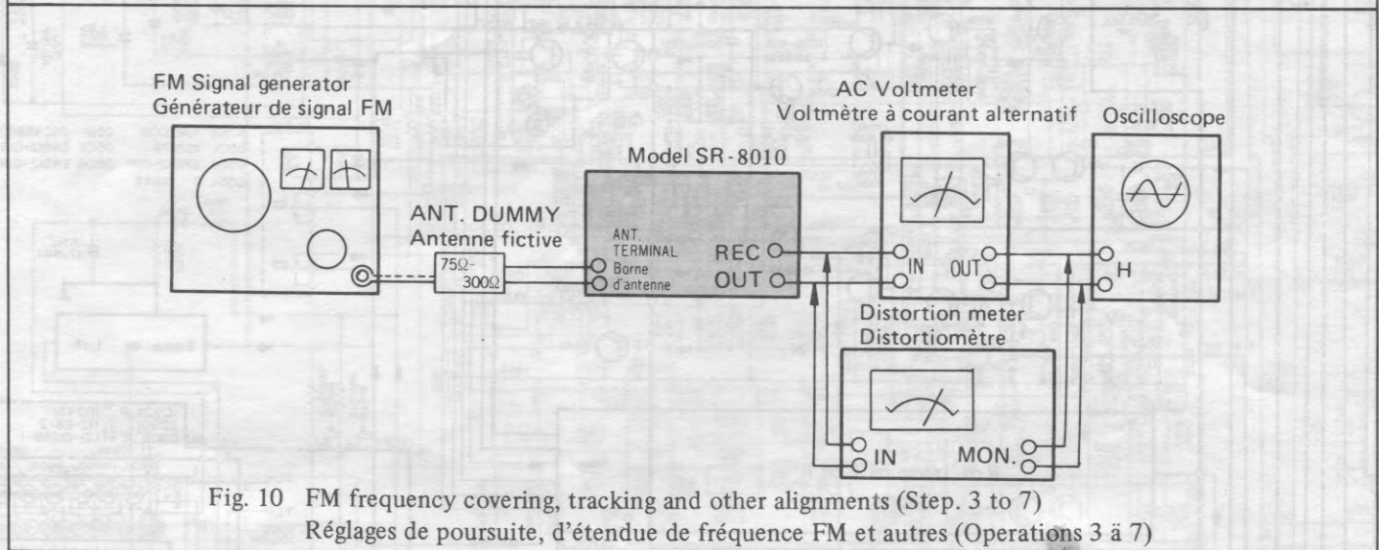 FM Signal generator
Générateur de signal FM
ANT. DUMMY
Antenne fictive
75Ω-
300Ω
Model SR-8010
ANT.
TERMINAL
Borne
d'antenne
REC
OUT
AC Voltmeter
Voltmètre à courant alternatif
IN
OUT
Oscilloscope
H
Distortion meter
Distortiomètre
IN
MON.
Fig. 10 FM frequency covering, tracking and other alignments (Step. 3 to 7)
Réglages de poursuite, d'étendue de fréquence FM et autres (Operations 3 ä 7)